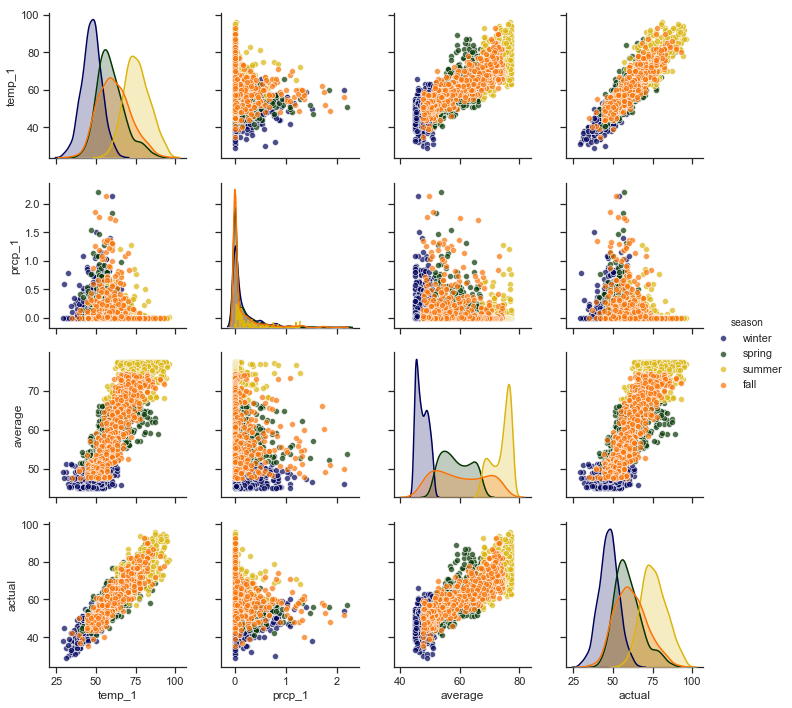 100
80
60
40
temp_1
2.0
1.5
1.0
0.5
0.0
prcp_1
70
60
50
average
100
80
60
40
actual
25 50 75 100
temp_1
0 1 2
prcp_1
40 60 80
average
25 50 75 100
actual
season
winter
spring
summer
fall